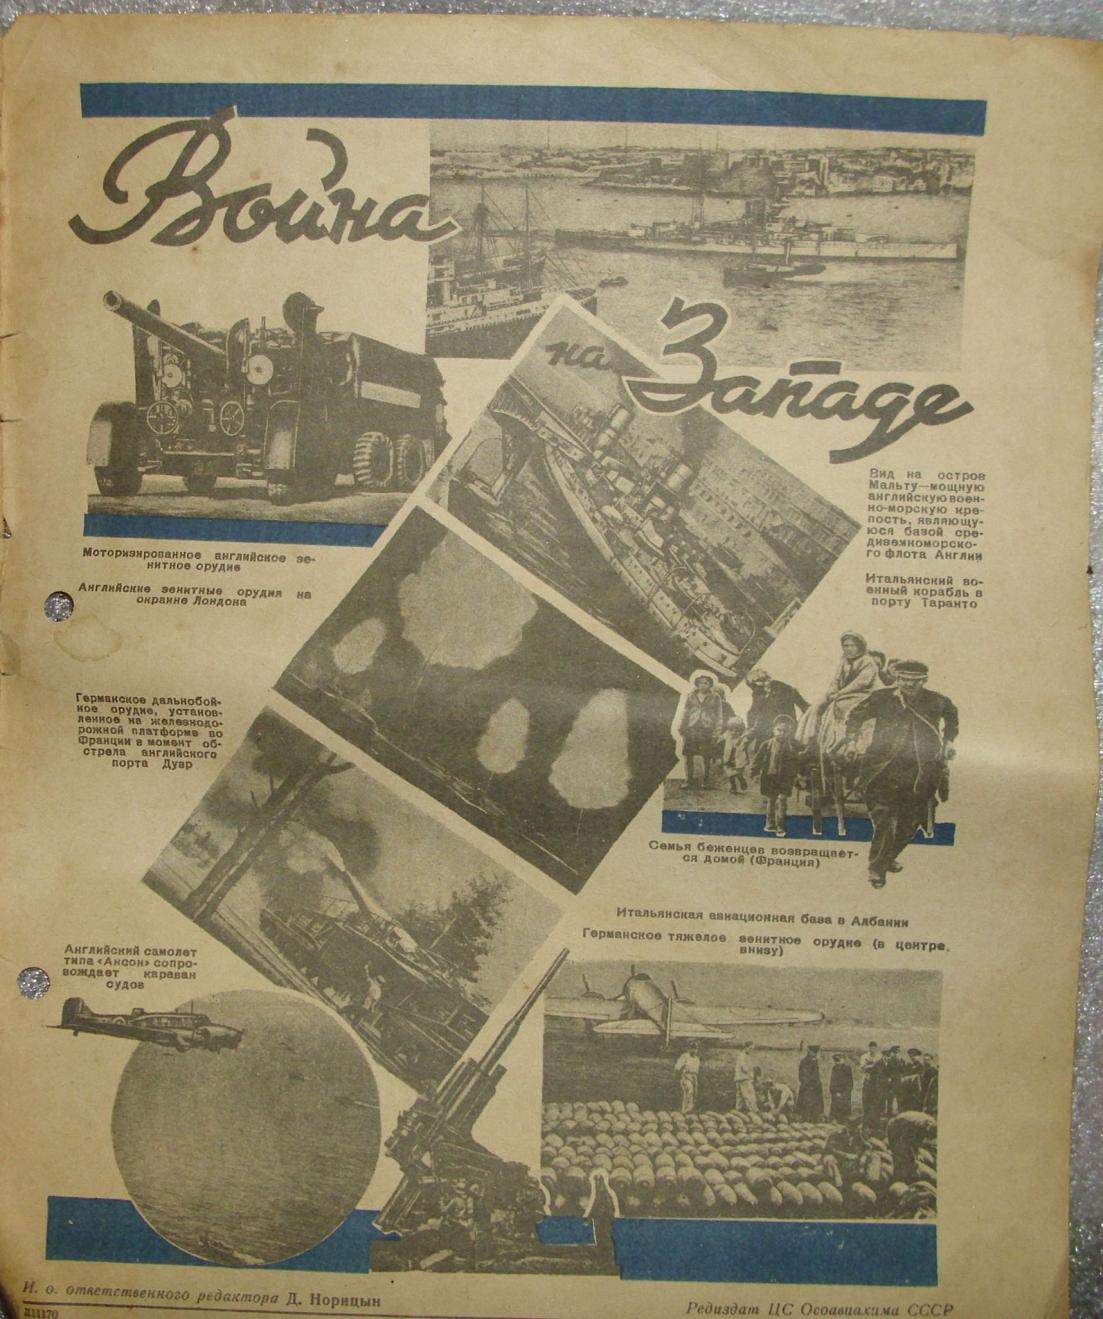 Война
на Западе
Вид на остров
Мальту—мощную
английскую воен-
но-морскую кре-
пость, являющу-
юся базой сре-
диземноморско-
го флота Англии
Итальянский во-
енный корабль в
порту Таранто
Моторизированное английское зе-
нитное орудие
Английские зенитные орудия на
окраине Лондона
Германское дальнобой-
ное орудие, установ-
ленное на железнодо-
рожной платформе во
Франции в момент об-
стрела английского
порта Дувр
Семья беженцев возвращает-
ся домой (Франция)
Итальянская авиационная база в Албании
Германское тяжелое зенитное орудие (в центре,
внизу)
Английский самолет
типа «Ансон» сопро-
вождает караван
судов
И. о. ответственного редактора Д. Норицын
Редиздат ЦС Осоавиахима СССР